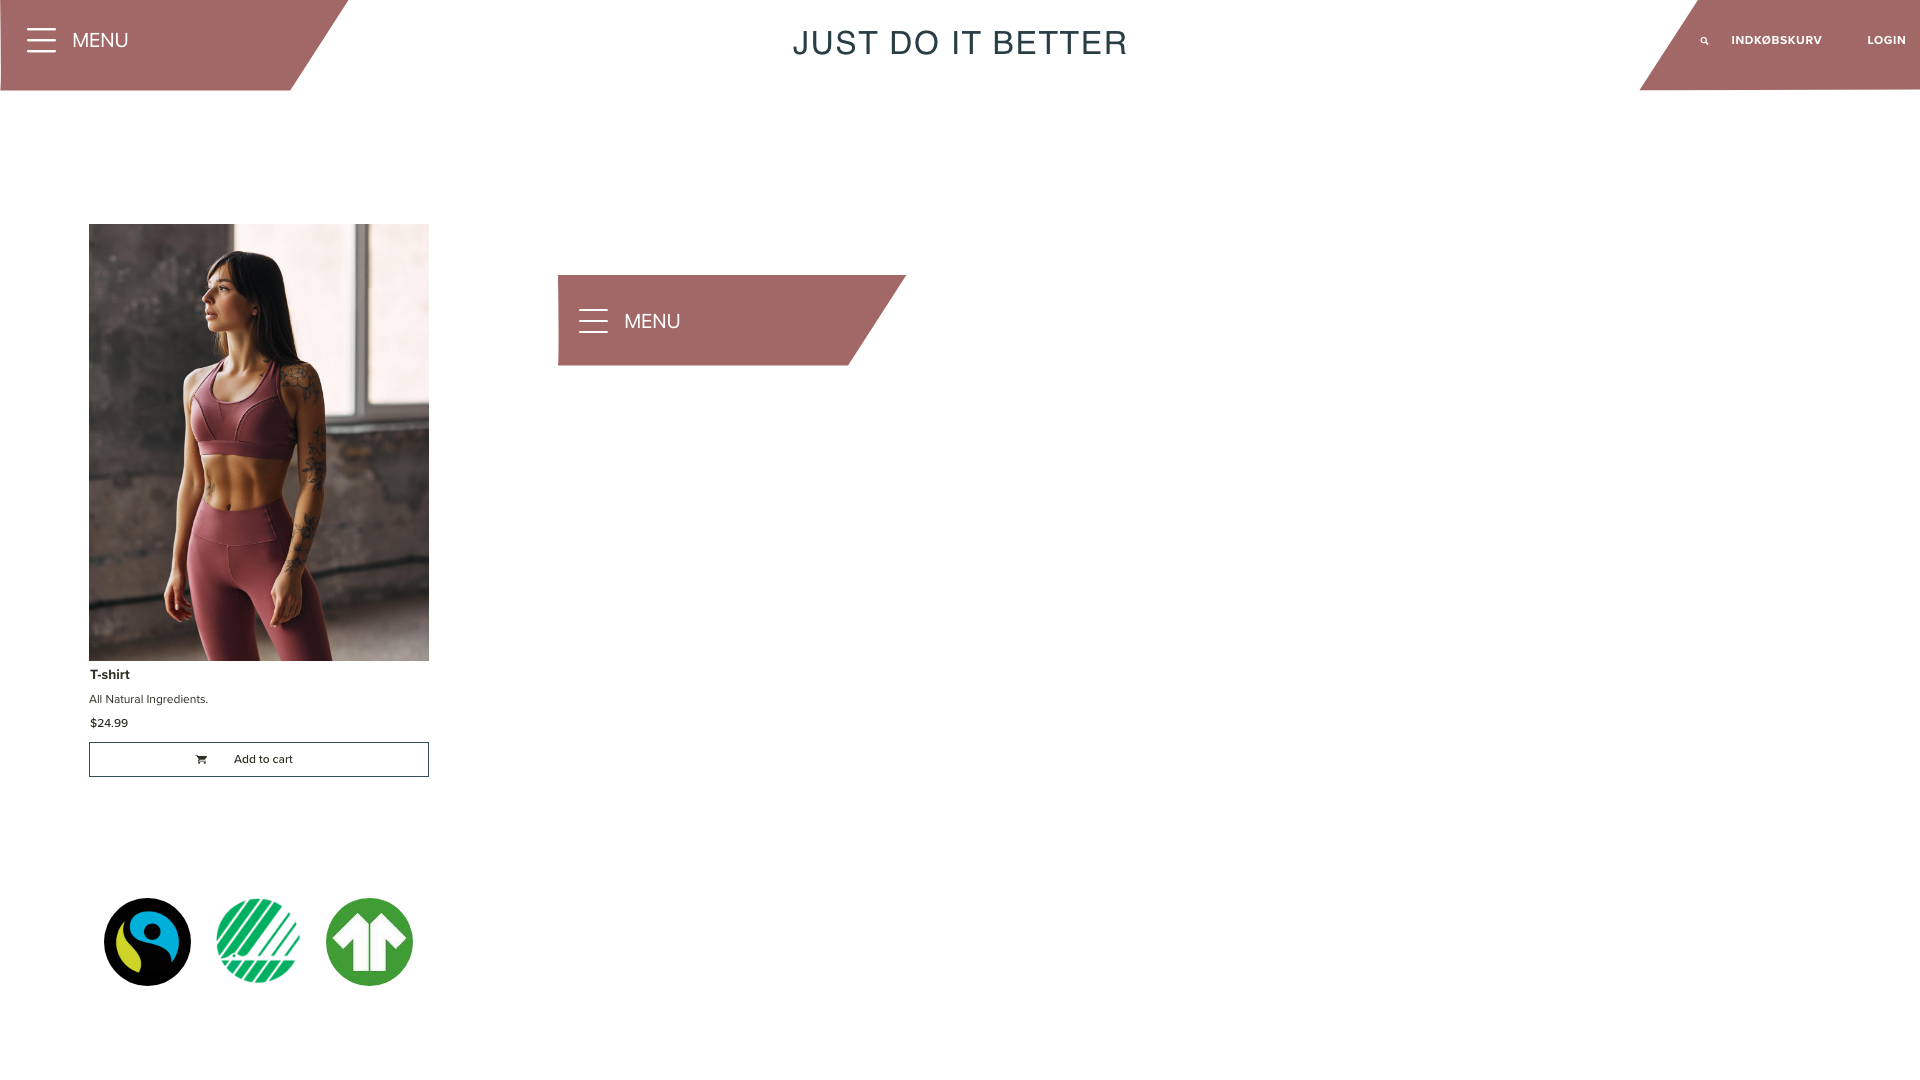 MENU
JUST DO IT BETTER
INDKØBSKURV
LOGIN
MENU
T-shirt
All Natural Ingredients.
$24.99
Add to cart